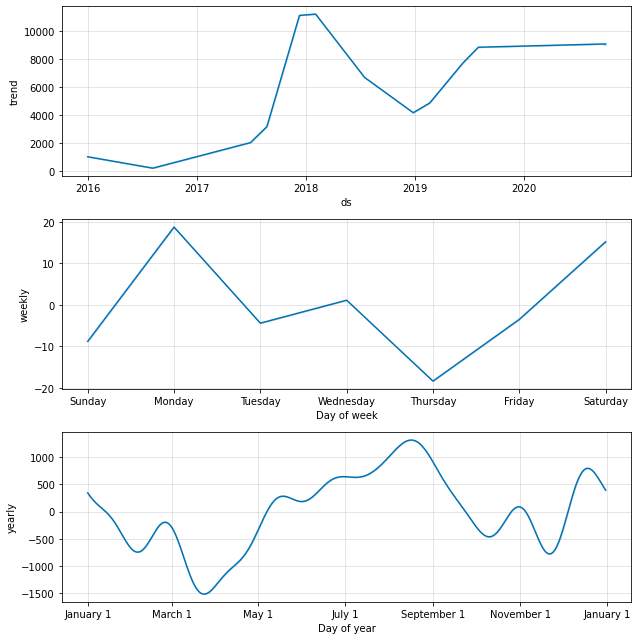 10000
8000
6000
4000
2000
0
trend
2016 2017 2018 2019 2020
ds
20
10
0
−10
−20
weekly
Sunday Monday Tuesday Wednesday Thursday Friday Saturday
Day of week
1000
500
0
−500
−1000
−1500
yearly
January 1 March 1 May 1 July 1 September 1 November 1 January 1
Day of year